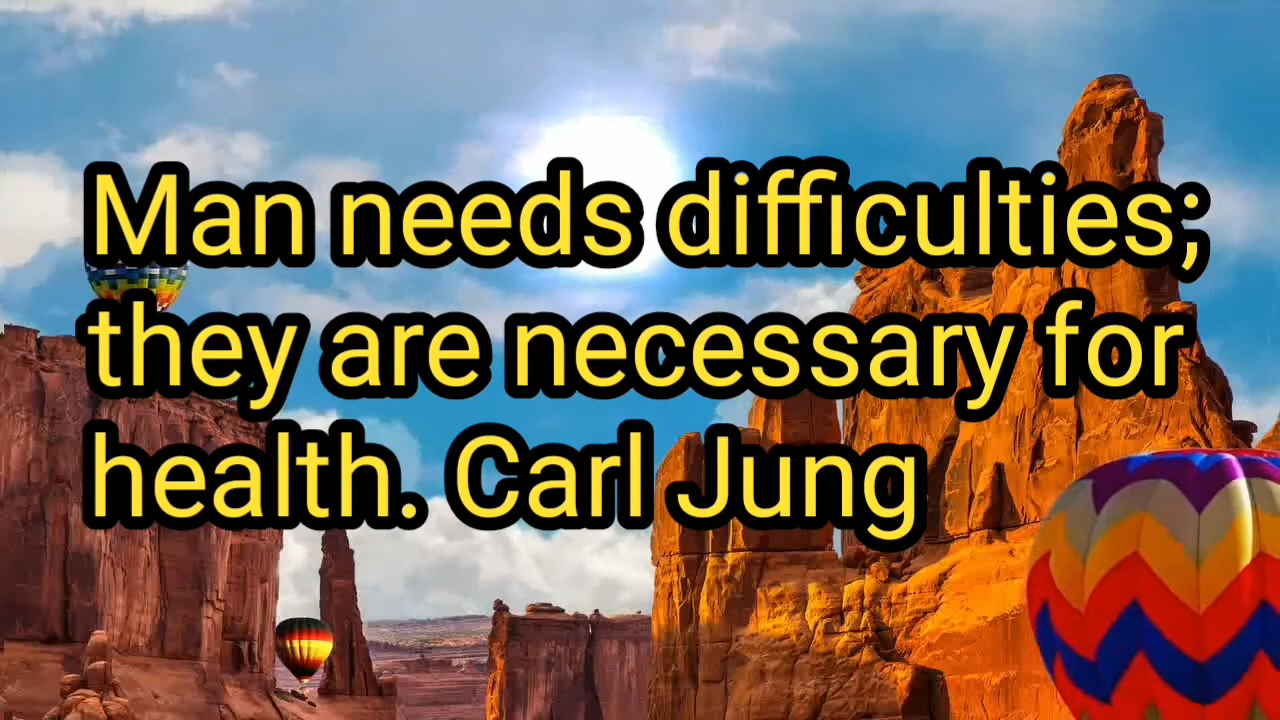 Man needs difficulties;
they are necessary for
health. Carl Jung